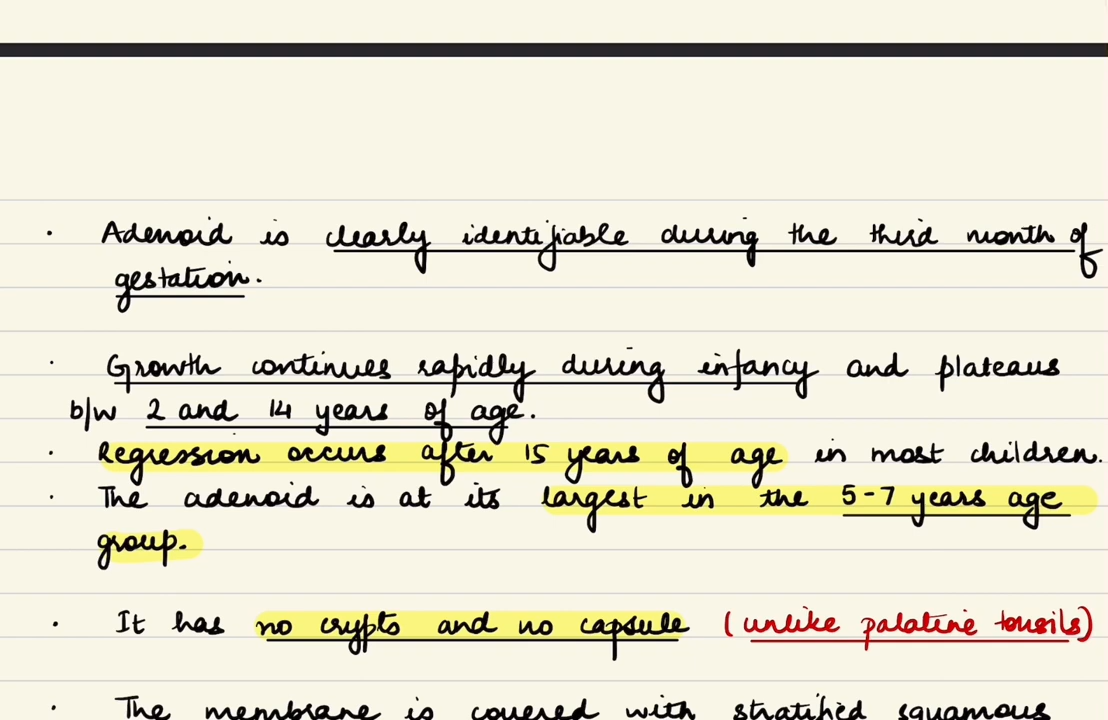 · Adenoid is clearly identifiable during the third month of
gestation.
· Growth continues rapidly during infancy and plateaus
b/w 2 and 14 years of age.
· Regression occurs after 15 years of age in most children.
· The adenoid is at its largest in the 5-7 years age
group.
· It has no crypts and no capsule (unlike palatine tonsils)
· The membrane is covered with stratified squamous